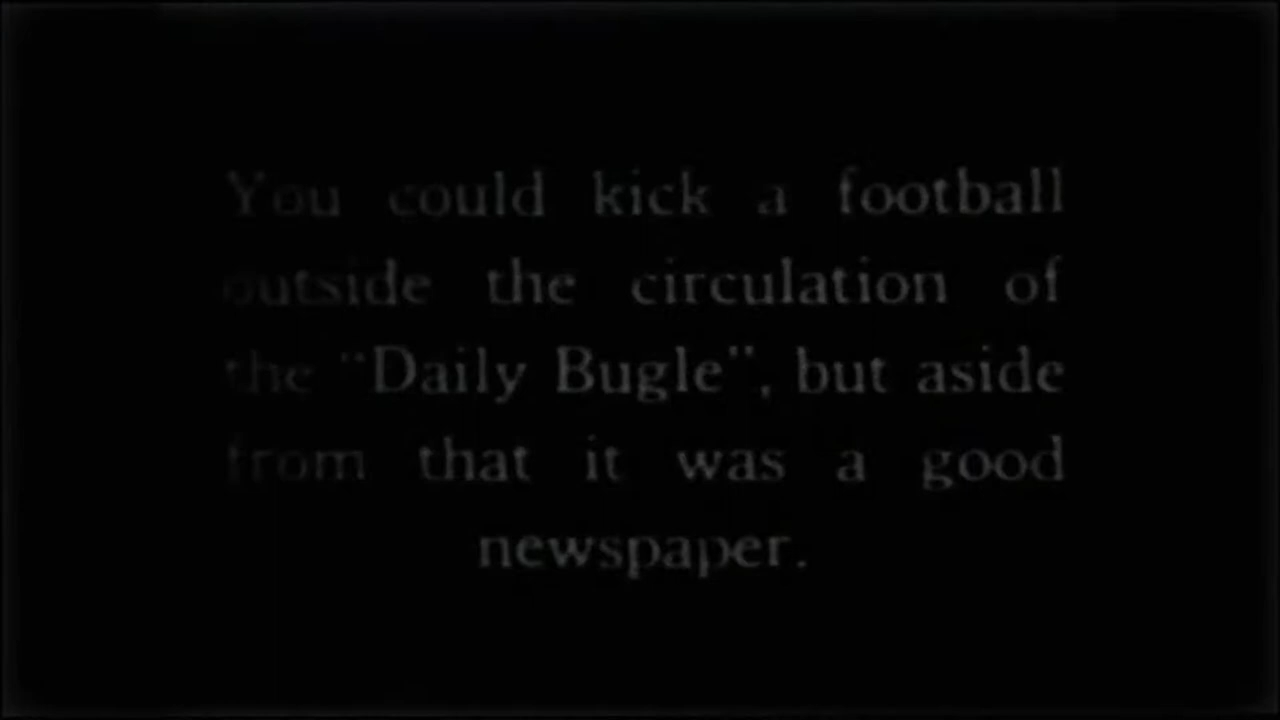 You could kick a football
outside the circulation of
the "Daily Bugle", but aside
from that it was a good
newspaper.